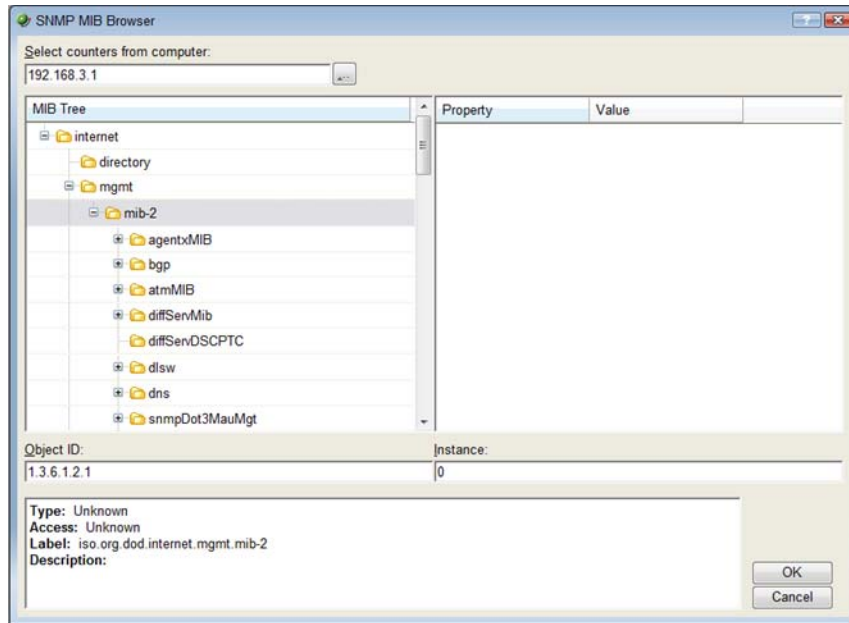 SNMP MIB Browser
Select counters from computer:
192.168.3.1
...
MIB Tree
Property Value
internet
directory
mgmt
mib-2
agentxMIB
bgp
atmMIB
diffServMib
diffServDSCPTC
dlsw
dns
snmpDot3MauMgt
Object ID: Instance:
1.3.6.1.2.1 0
Type: Unknown
Access: Unknown
Label: iso.org.dod.internet.mgmt.mib-2
Description:
OK
Cancel